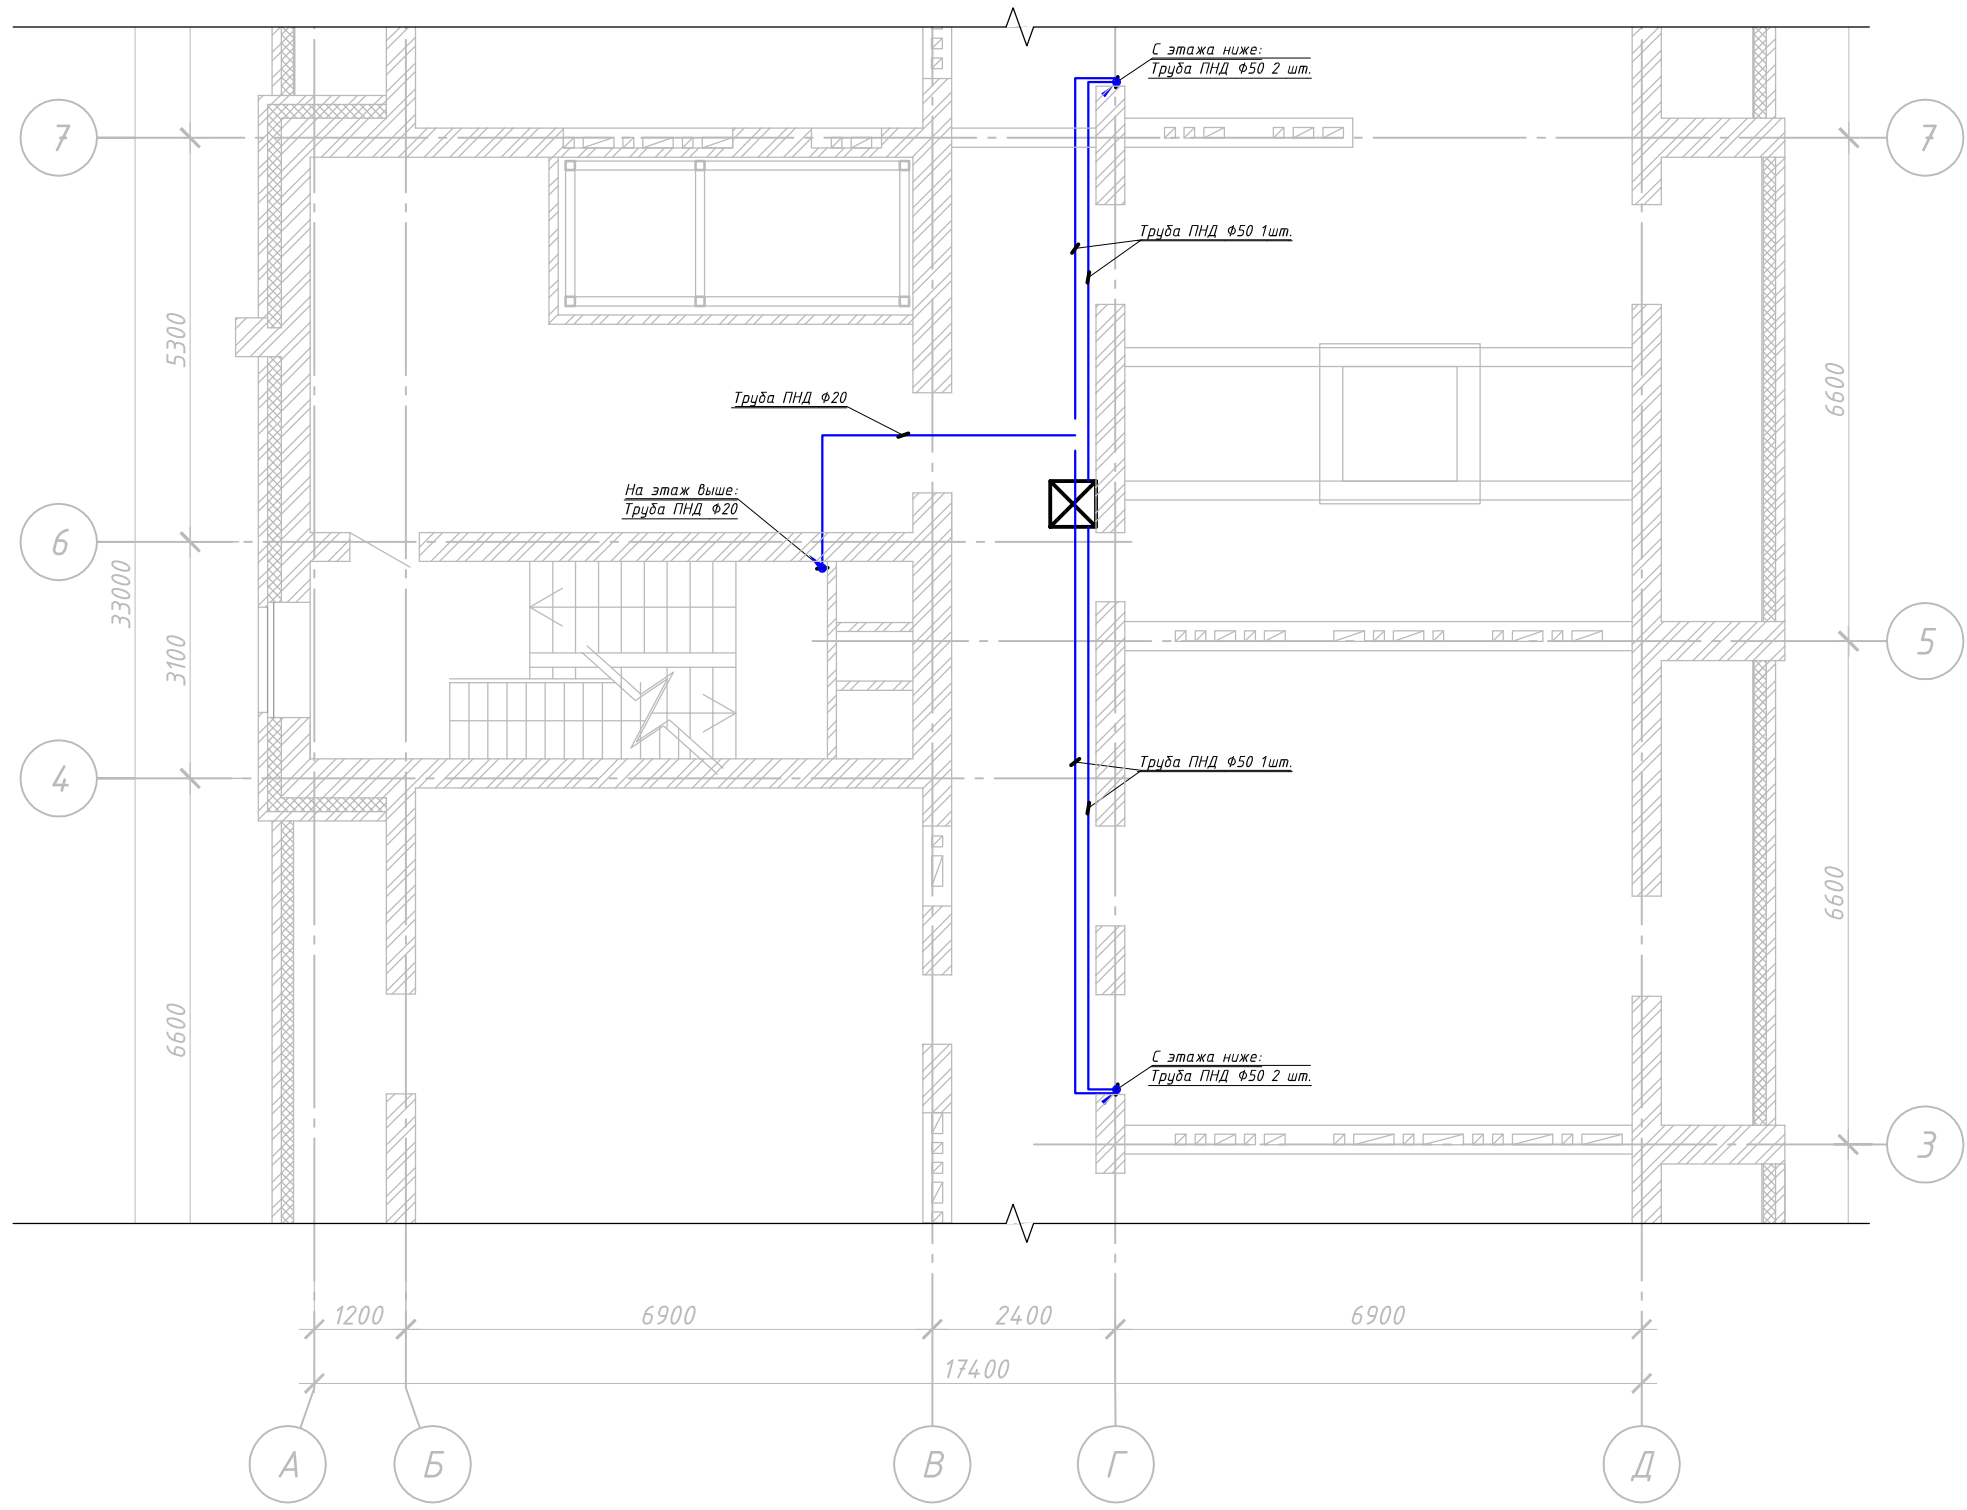 С этажа ниже:
Труба ПНД Ф50 2 шт.
7
7
Труба ПНД Ф50 1шт.
5300
6600
Труба ПНД Ф20
На этаж выше:
Труба ПНД Ф20
6
33000
3100
5
4
Труба ПНД Ф50 1шт.
6600
6600
С этажа ниже:
Труба ПНД Ф50 2 шт.
3
1200
6900
2400
6900
17400
А
Б
В
Г
Д